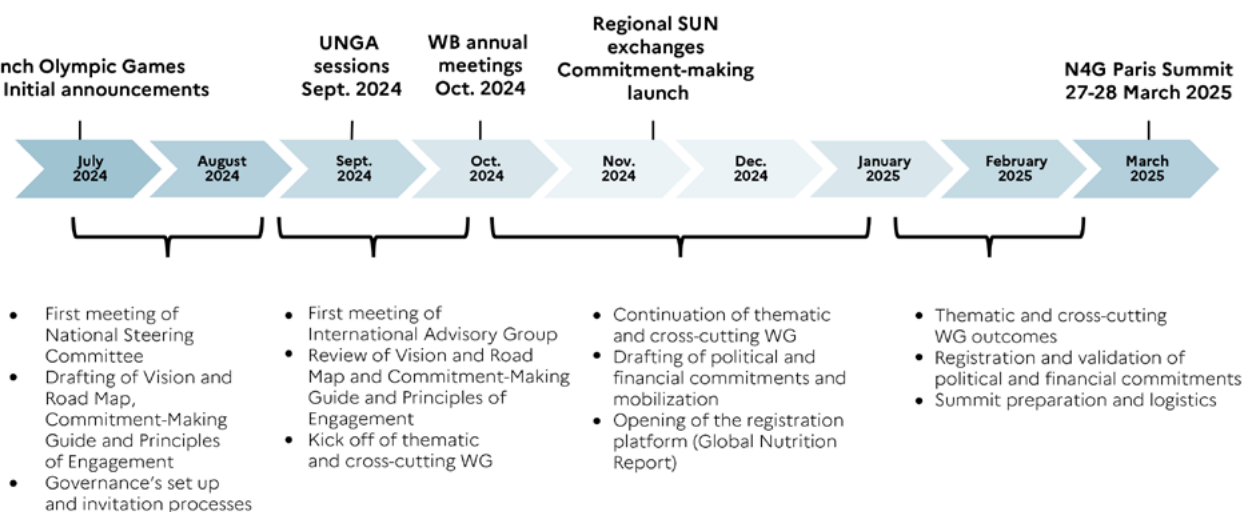 nch Olympic Games
Initial announcements
UNGA
sessions
Sept. 2024
WB annual
meetings
Oct. 2024
Regional SUN
exchanges
Commitment-making
launch
N4G Paris Summit
27-28 March 2025
July
2024
August
2024
Sept.
2024
Oct.
2024
Nov.
2024
Dec.
2024
January
2025
February
2025
March
2025
• First meeting of
National Steering
Committee
• Drafting of Vision and
Road Map,
Commitment-Making
Guide and Principles
of Engagement
• Governance’s set up
and invitation processes
• First meeting of
International Advisory Group
• Review of Vision and Road
Map and Commitment-Making
Guide and Principles of
Engagement
• Kick off of thematic
and cross-cutting WG
• Continuation of thematic
and cross-cutting WG
• Drafting of political and
financial commitments and
mobilization
• Opening of the registration
platform (Global Nutrition
Report)
• Thematic and cross-cutting
WG outcomes
• Registration and validation of
political and financial commitments
• Summit preparation and logistics